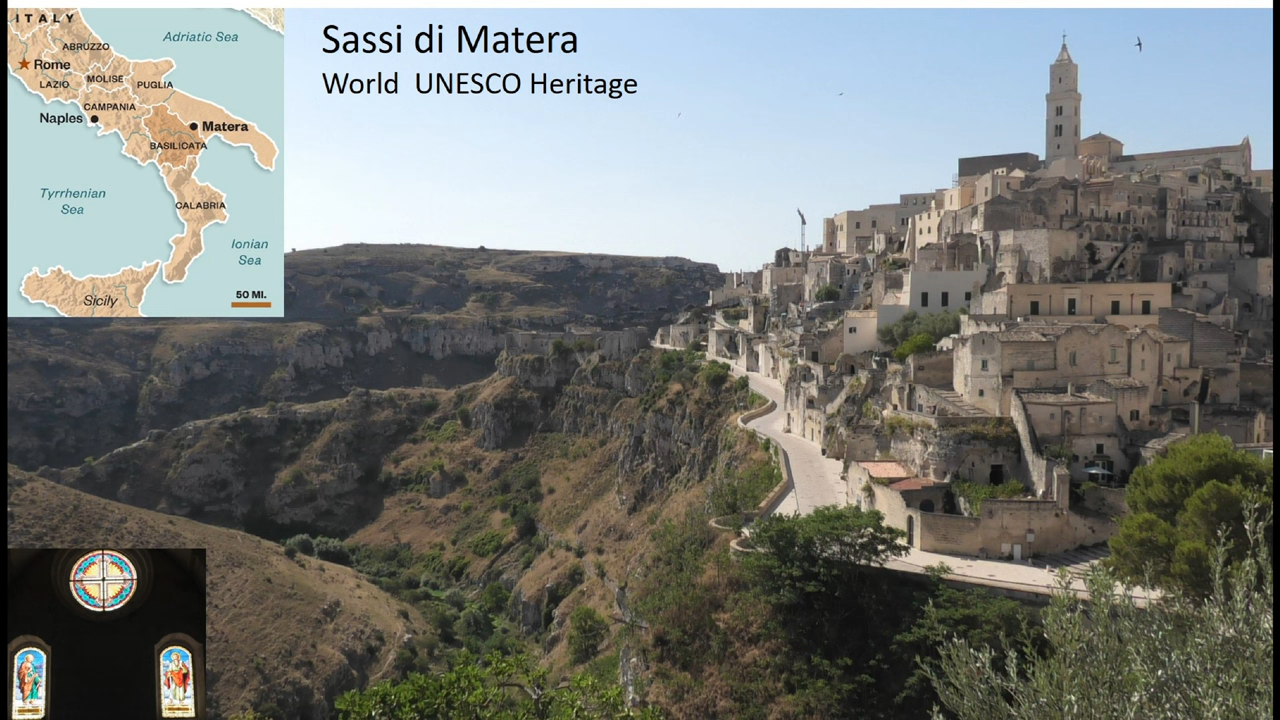 Sassi di Matera
World  UNESCO Heritage
ITALY
Adriatic Sea
ABRUZZO
Rome
MOLISE
LAZIO
PUGLIA
CAMPANIA
Naples
Matera
BASILICATA
Tyrrhenian
Sea
CALABRIA
Ionian
Sea
50 MI.
Sicily